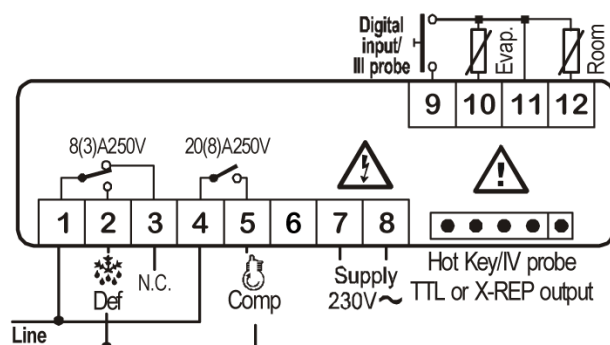 Digital
input/
III probe
Evap.
Room
9 10 11 12
8(3)A250V
20(8)A250V
1 2 3 4 5 6 7 8
Def
N.C.
Comp
Supply
230V~
Hot Key/IV probe
TTL or X-REP output
Line